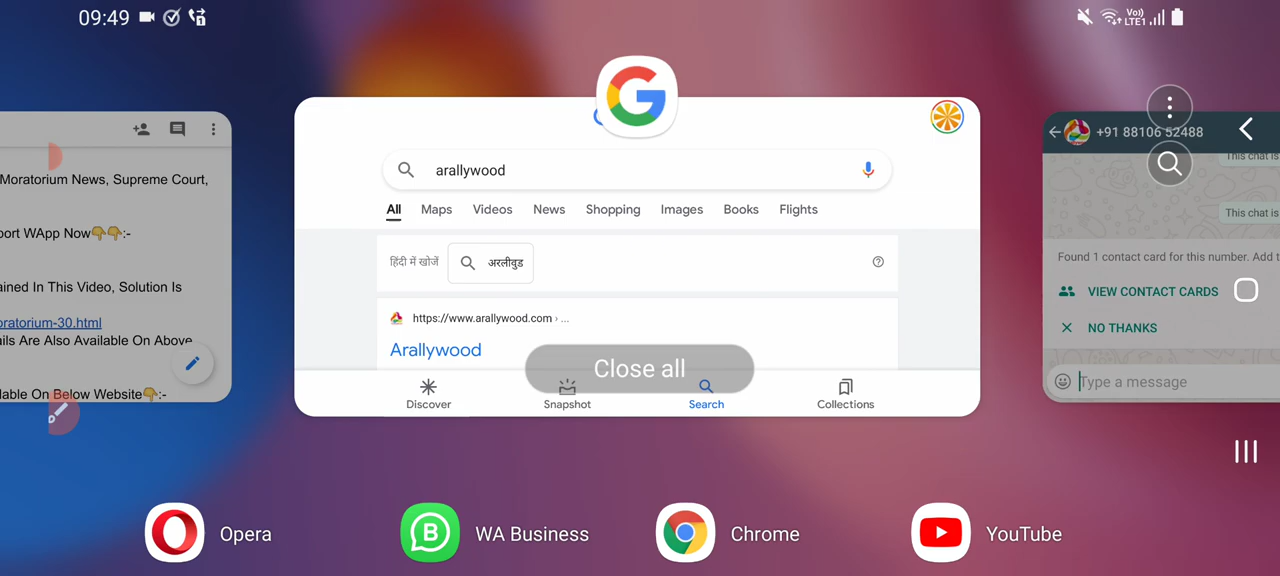 09:49
Vo))
LTE1
Moratorium News, Supreme Court,
port WApp Now👇👇:-
ained In This Video, Solution Is
oratorium-30.html
ails Are Also Available On Above
lable On Below Website👇:-
arallywood
All Maps Videos News Shopping Images Books Flights
हिंदी में खोजें अरलीवुड
https://www.arallywood.com › ...
Arallywood
Close all
Discover Snapshot Search Collections
+91 88106 52488
This chat is
This chat is
Found 1 contact card for this number. Add t
VIEW CONTACT CARDS
NO THANKS
Type a message
Opera WA Business Chrome YouTube